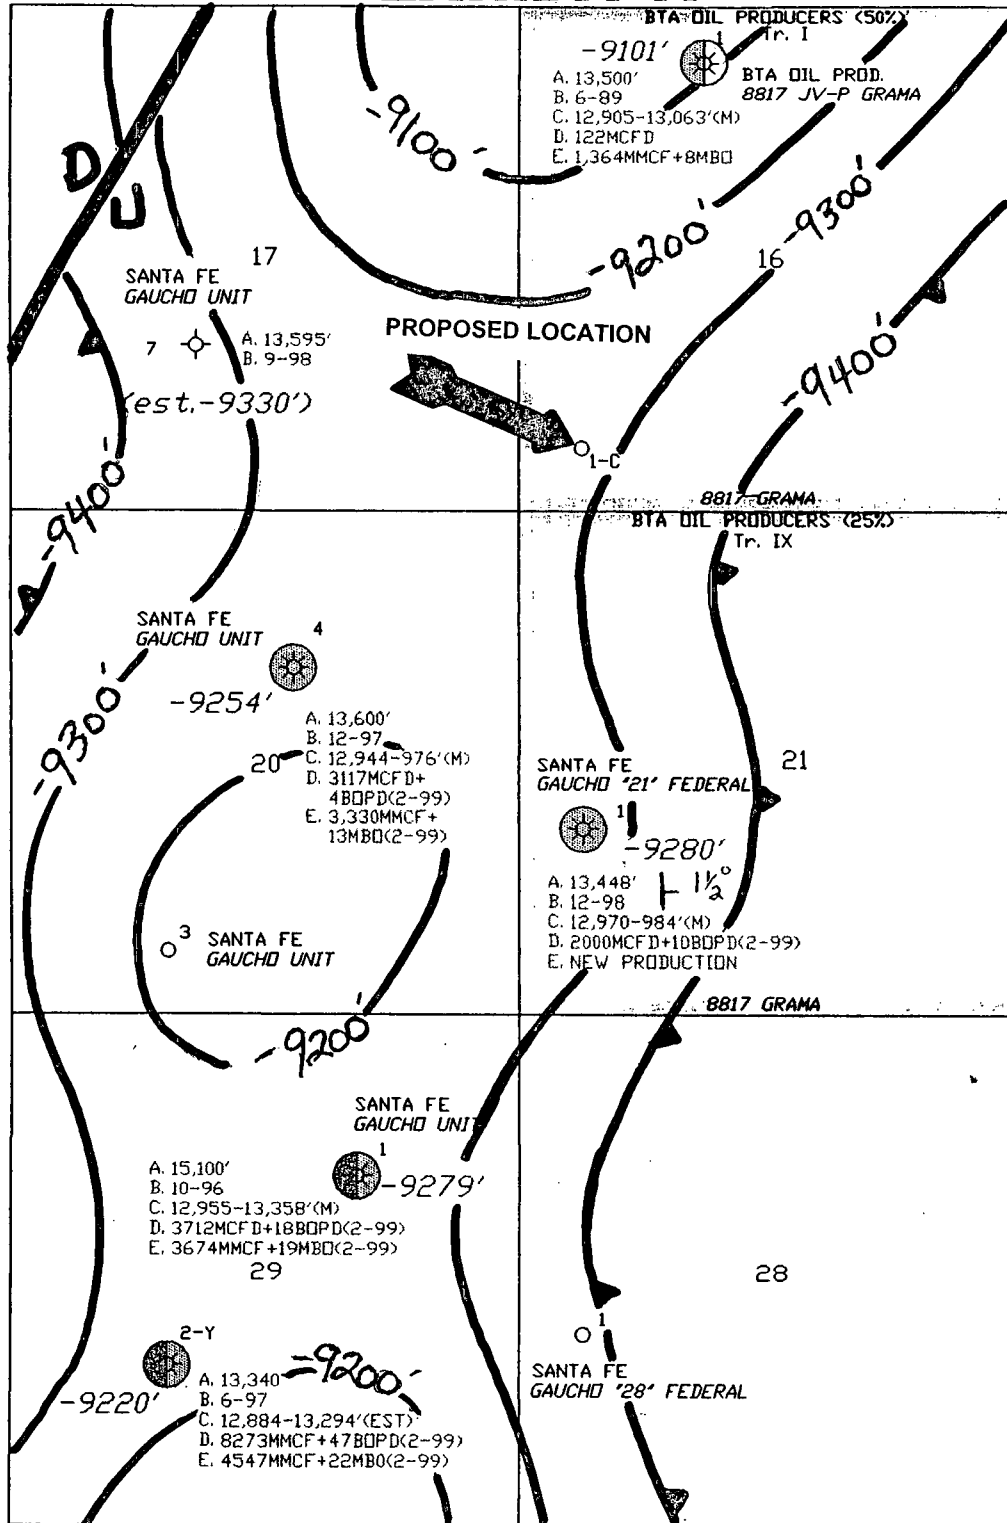 BTA OIL PRODUCERS (50%)
Tr. I
-9101'
1
BTA OIL PROD.
8817 JV-P GRAMA
A. 13,500'
B. 6-89
C. 12,905-13,063'(M)
D. 122MCFD
E. 1,364MMCF+8MBO
-9100'
D
U
17
-9200'
16
-9300'
-9400'
SANTA FE
GAUCHO UNIT
7
A. 13,595'
B. 9-98
(est.-9330')
PROPOSED LOCATION
1-C
-9400'
8817 GRAMA
BTA OIL PRODUCERS (25%)
Tr. IX
SANTA FE
GAUCHO UNIT
4
-9254'
-9300'
20
A. 13,600'
B. 12-97
C. 12,944-976'(M)
D. 3117MCFD+
4BOPD(2-99)
E. 3,330MMCF+
13MBO(2-99)
21
SANTA FE
GAUCHO "21" FEDERAL
1
-9280'
1½°
A. 13,448'
B. 12-98
C. 12,970-984'(M)
D. 2000MCFD+10BOPD(2-99)
E. NEW PRODUCTION
3
SANTA FE
GAUCHO UNIT
8817 GRAMA
-9200'
SANTA FE
GAUCHO UNIT
1
-9279'
A. 15,100'
B. 10-96
C. 12,955-13,358'(M)
D. 3712MCFD+18BOPD(2-99)
E. 3674MMCF+19MBO(2-99)
29
28
2-Y
-9220'
-9200'
A. 13,340'
B. 6-97
C. 12,884-13,294'(EST)
D. 8273MMCF+47BOPD(2-99)
E. 4547MMCF+22MBO(2-99)
1
SANTA FE
GAUCHO "28" FEDERAL